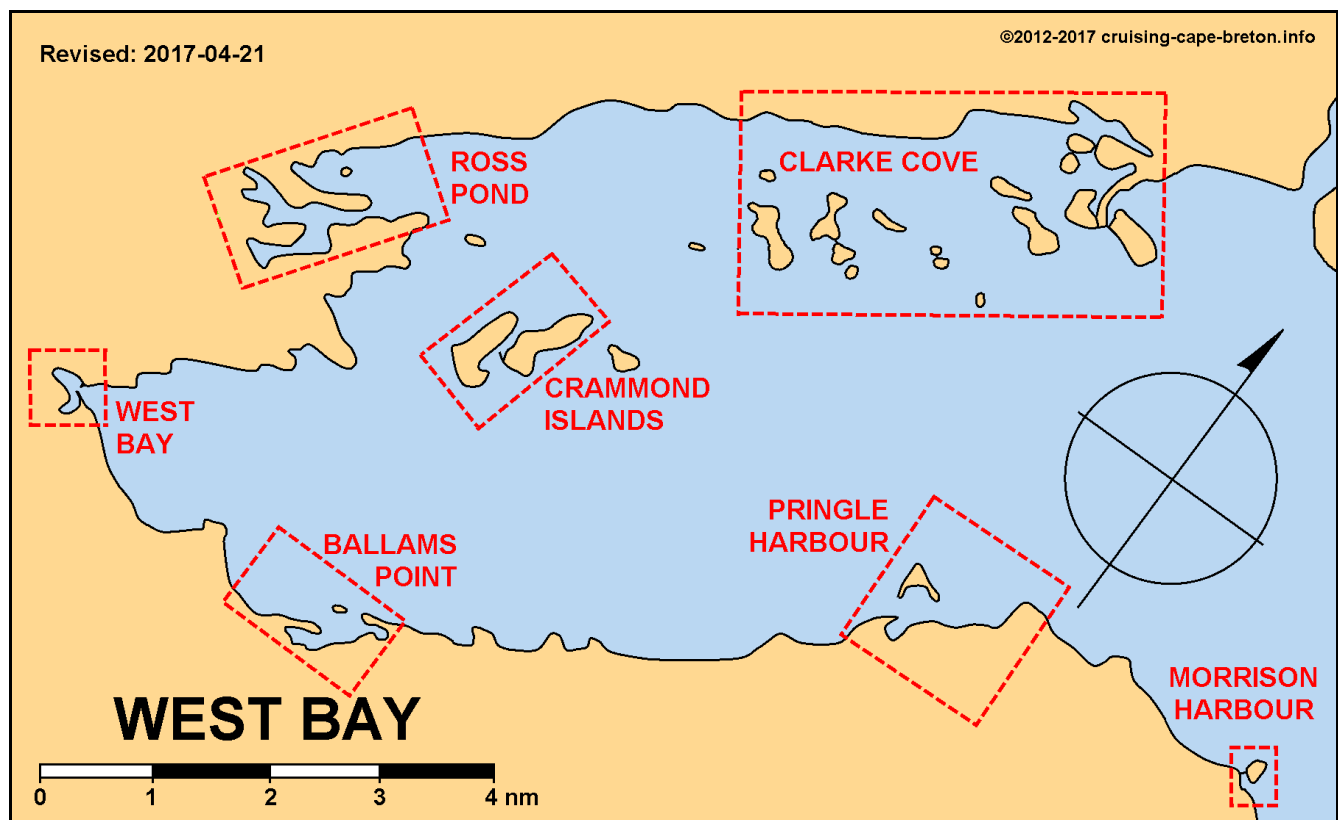 Revised: 2017-04-21
©2012-2017 cruising-cape-breton.info
ROSS
POND
CLARKE COVE
CRAMMOND
ISLANDS
WEST
BAY
PRINGLE
HARBOUR
BALLAMS
POINT
MORRISON
HARBOUR
WEST BAY
0 1 2 3 4 nm